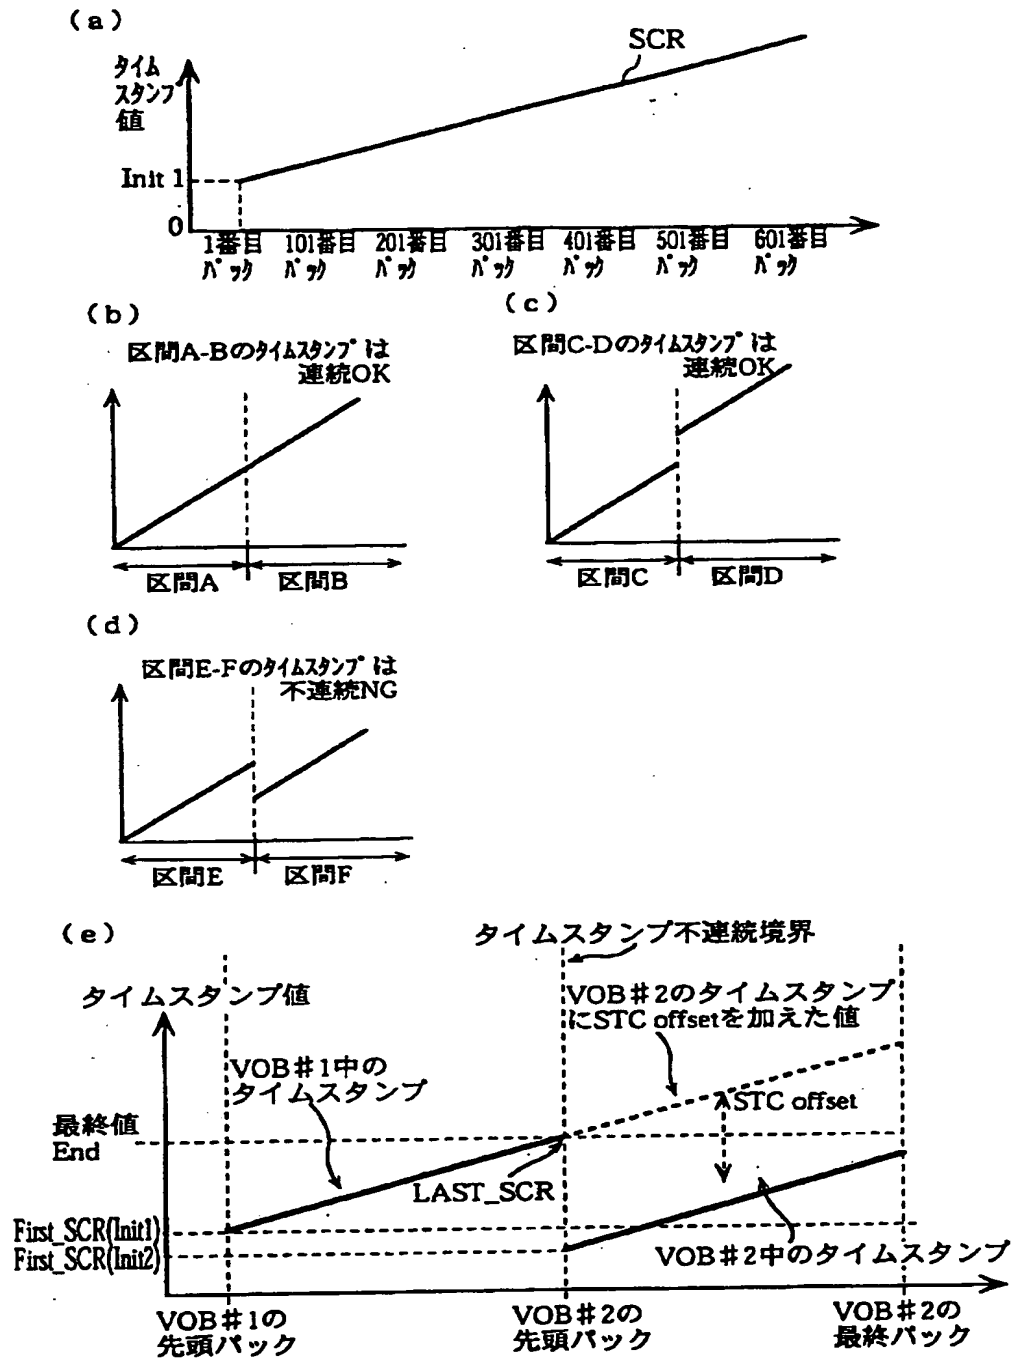 (a)
SCR
タイム
スタンプ
値
Init 1
0
1番目 101番目 201番目 301番目 401番目 501番目 601番目
パック パック パック パック パック パック パック
(b)
区間A-Bのタイムスタンプは
連続OK
区間A 区間B
(c)
区間C-Dのタイムスタンプは
連続OK
区間C 区間D
(d)
区間E-Fのタイムスタンプは
不連続NG
区間E 区間F
(e)
タイムスタンプ不連続境界
タイムスタンプ値
VOB#2のタイムスタンプ
にSTC offsetを加えた値
VOB#1中の
タイムスタンプ
STC offset
最終値
End
LAST_SCR
First_SCR(Init1)
First_SCR(Init2)
VOB#2中のタイムスタンプ
VOB#1の
先頭パック
VOB#2の
先頭パック
VOB#2の
最終パック